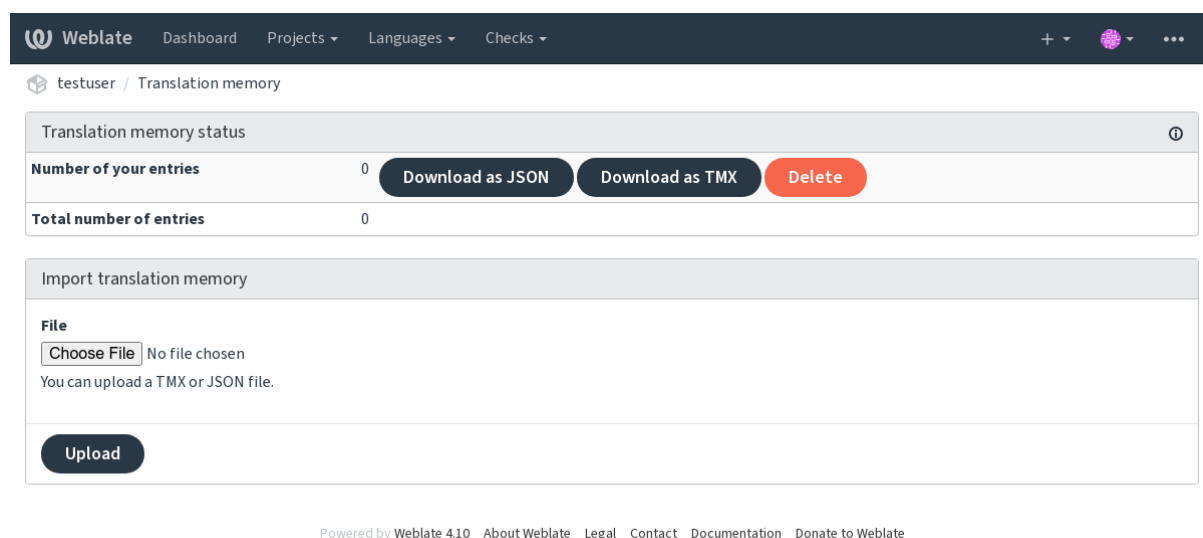 Weblate Dashboard Projects Languages Checks
testuser / Translation memory
Translation memory status
Number of your entries 0 Download as JSON Download as TMX Delete
Total number of entries 0
Import translation memory
File
Choose File No file chosen
You can upload a TMX or JSON file.
Upload
Powered by Weblate 4.10 About Weblate Legal Contact Documentation Donate to Weblate